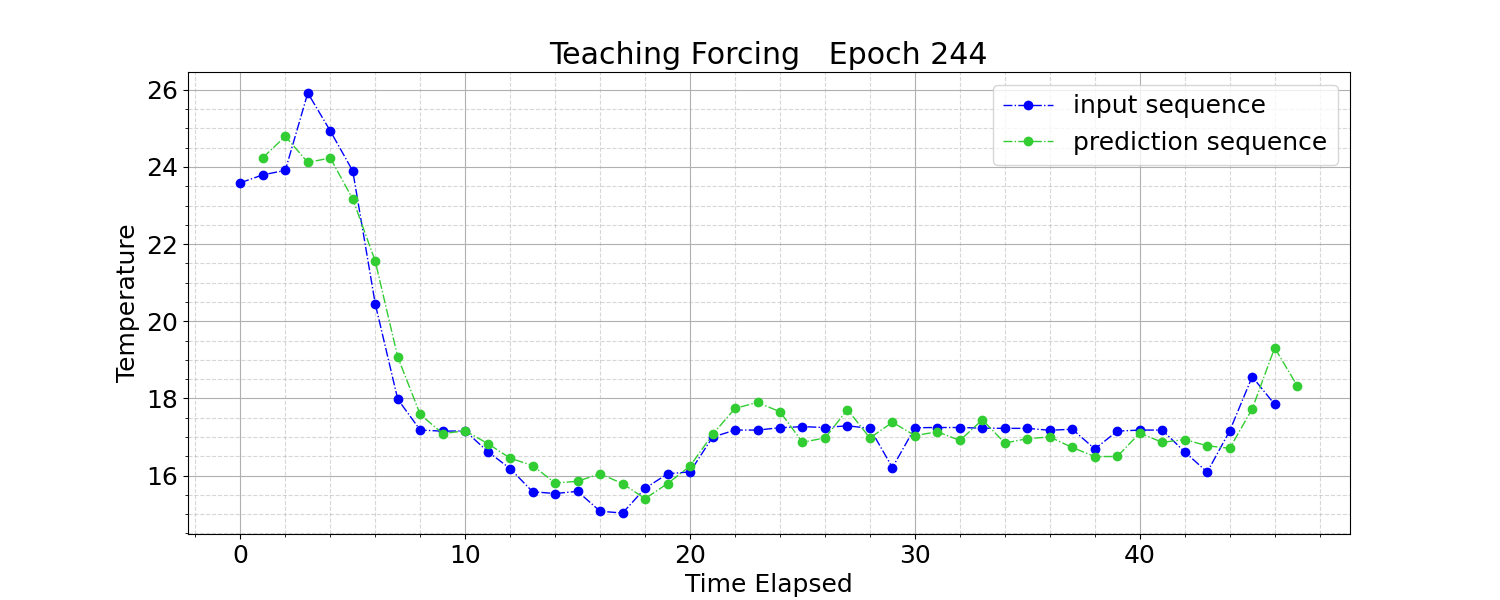 Teaching Forcing   Epoch 244
input sequence
prediction sequence
Temperature
26
24
22
20
18
16
0 10 20 30 40
Time Elapsed